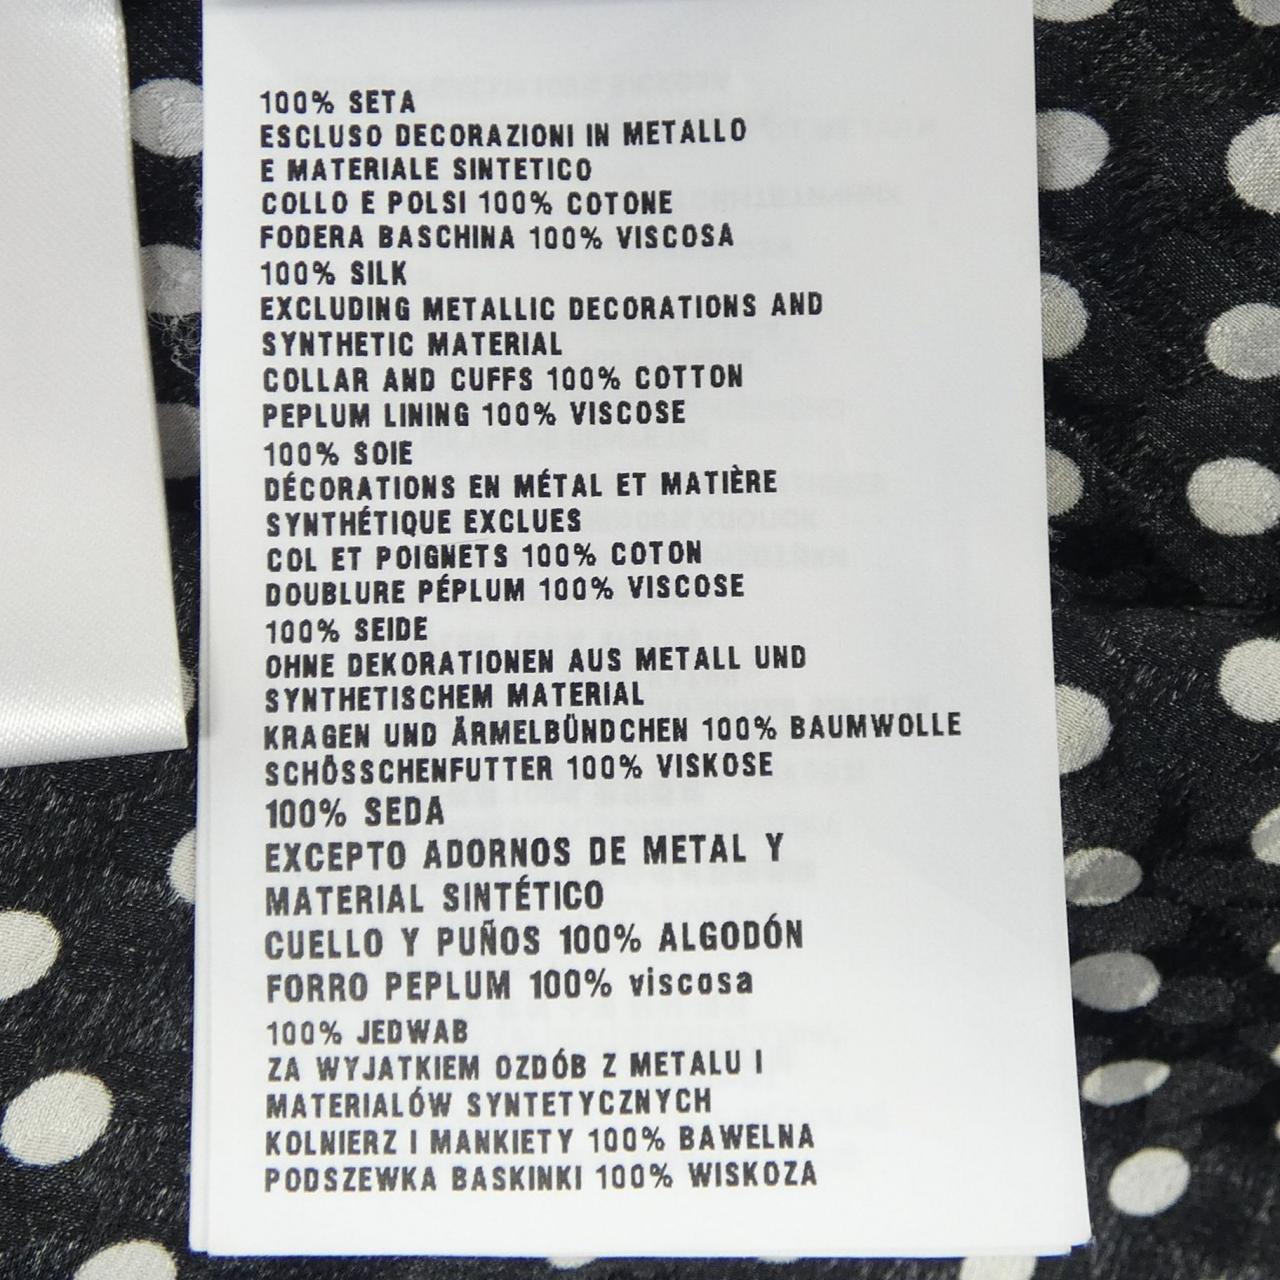 100% SETA
ESCLUSO DECORAZIONI IN METALLO
E MATERIALE SINTETICO
COLLO E POLSI 100% COTONE
FODERA BASCHINA 100% VISCOSA
100% SILK
EXCLUDING METALLIC DECORATIONS AND
SYNTHETIC MATERIAL
COLLAR AND CUFFS 100% COTTON
PEPLUM LINING 100% VISCOSE
100% SOIE
DÉCORATIONS EN MÉTAL ET MATIÈRE
SYNTHÉTIQUE EXCLUES
COL ET POIGNETS 100% COTON
DOUBLURE PÉPLUM 100% VISCOSE
100% SEIDE
OHNE DEKORATIONEN AUS METALL UND
SYNTHETISCHEM MATERIAL
KRAGEN UND ÄRMELBÜNDCHEN 100% BAUMWOLLE
SCHÖSSCHENFUTTER 100% VISKOSE
100% SEDA
EXCEPTO ADORNOS DE METAL Y
MATERIAL SINTÉTICO
CUELLO Y PUÑOS 100% ALGODÓN
FORRO PEPLUM 100% viscosa
100% JEDWAB
ZA WYJATKIEM OZDÓB Z METALU I
MATERIALÓW SYNTETYCZNYCH
KOLNIERZ I MANKIETY 100% BAWELNA
PODSZEWKA BASKINKI 100% WISKOZA